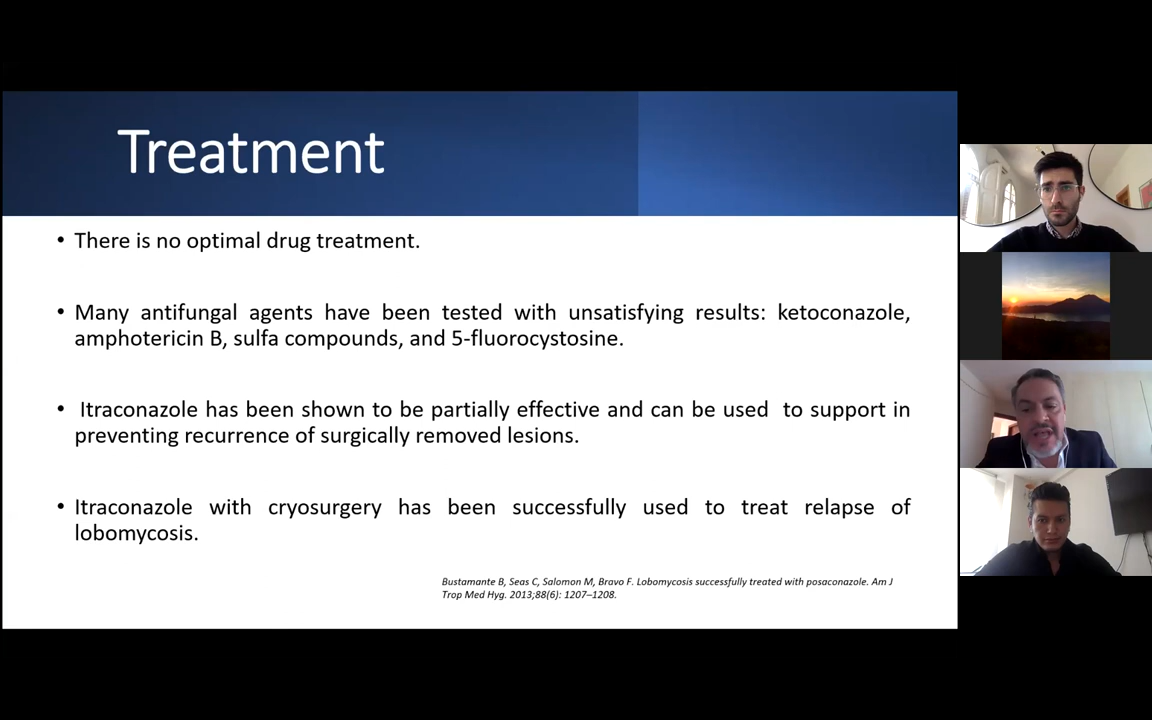 Treatment
• There is no optimal drug treatment.
• Many antifungal agents have been tested with unsatisfying results: ketoconazole,
amphotericin B, sulfa compounds, and 5-fluorocystosine.
• Itraconazole has been shown to be partially effective and can be used to support in
preventing recurrence of surgically removed lesions.
• Itraconazole with cryosurgery has been successfully used to treat relapse of
lobomycosis.
Bustamante B, Seas C, Salomon M, Bravo F. Lobomycosis successfully treated with posaconazole. Am J
Trop Med Hyg. 2013;88(6): 1207–1208.